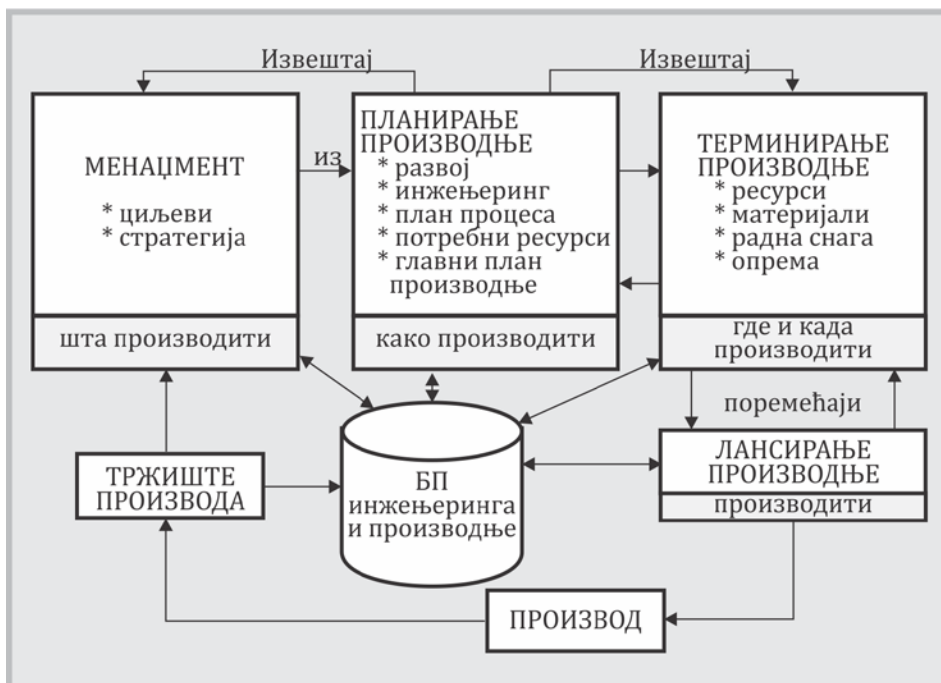 Извештај
Извештај
МЕНАЏМЕНТ
* циљеви
* стратегија
шта производити
из
ПЛАНИРАЊЕ
ПРОИЗВОДЊЕ
* развој
* инжењеринг
* план процеса
* потребни ресурси
* главни план
производње
како производити
ТЕРМИНИРАЊЕ
ПРОИЗВОДЊЕ
* ресурси
* материјали
* радна снага
* опрема
где и када
производити
поремећаји
ТРЖИШТЕ
ПРОИЗВОДА
БП
инжењеринга
и производње
ЛАНСИРАЊЕ
ПРОИЗВОДЊЕ
производити
ПРОИЗВОД